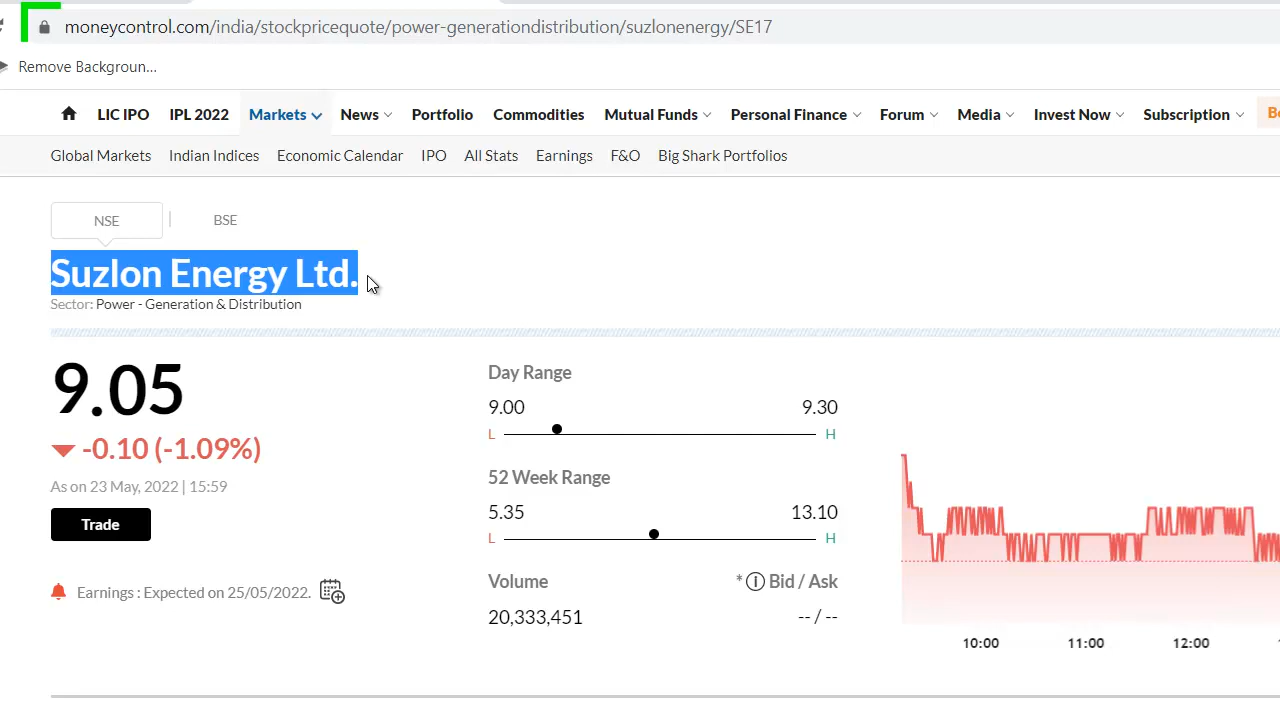 moneycontrol.com/india/stockpricequote/power-generationdistribution/suzlonenergy/SE17
Remove Backgroun...
LIC IPO IPL 2022 Markets News Portfolio Commodities Mutual Funds Personal Finance Forum Media Invest Now Subscription
Global Markets Indian Indices Economic Calendar IPO All Stats Earnings F&O Big Shark Portfolios
NSE | BSE
Suzlon Energy Ltd.
Sector: Power - Generation & Distribution
9.05
-0.10 (-1.09%)
As on 23 May, 2022 | 15:59
Trade
Earnings : Expected on 25/05/2022.
Day Range
9.00 9.30
L H
52 Week Range
5.35 13.10
L H
Volume * Bid / Ask
20,333,451 -- / --
10:00 11:00 12:00